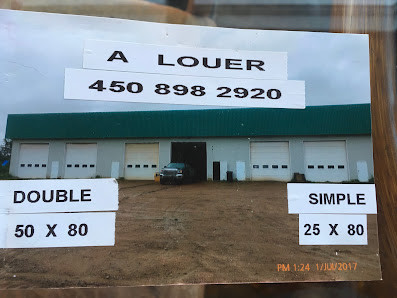 A LOUER
450 898 2920
DOUBLE
50 X 80
SIMPLE
25 X 80
PM 1:24 1/JUL/2017